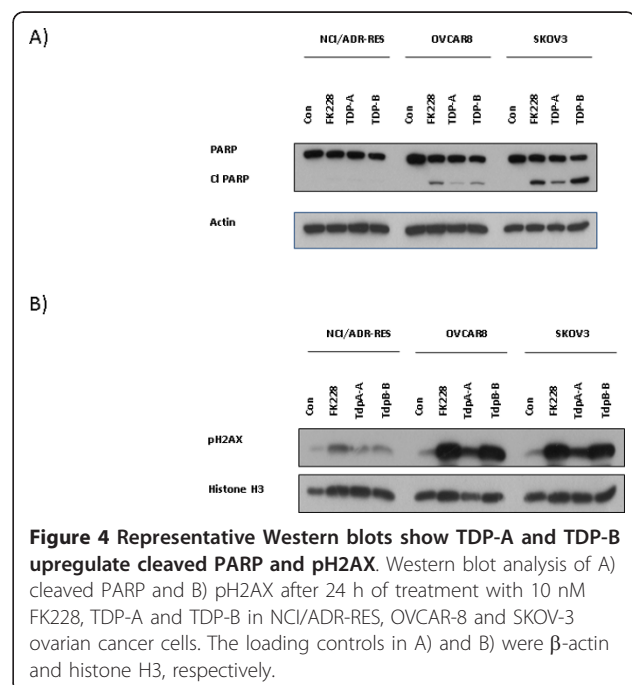 A)
NCI/ADR-RES OVCAR8 SKOV3
Con FK228 TDP-A TDP-B Con FK228 TDP-A TDP-B Con FK228 TDP-A TDP-B
PARP
Cl PARP
Actin
B)
NCI/ADR-RES OVCAR8 SKOV3
Con FK228 TdpA-A TdpB-B Con FK228 TdpA-A TdpB-B Con FK228 TdpA-A TdpB-B
pH2AX
Histone H3
Figure 4 Representative Western blots show TDP-A and TDP-B
upregulate cleaved PARP and pH2AX. Western blot analysis of A)
cleaved PARP and B) pH2AX after 24 h of treatment with 10 nM
FK228, TDP-A and TDP-B in NCI/ADR-RES, OVCAR-8 and SKOV-3
ovarian cancer cells. The loading controls in A) and B) were β-actin
and histone H3, respectively.